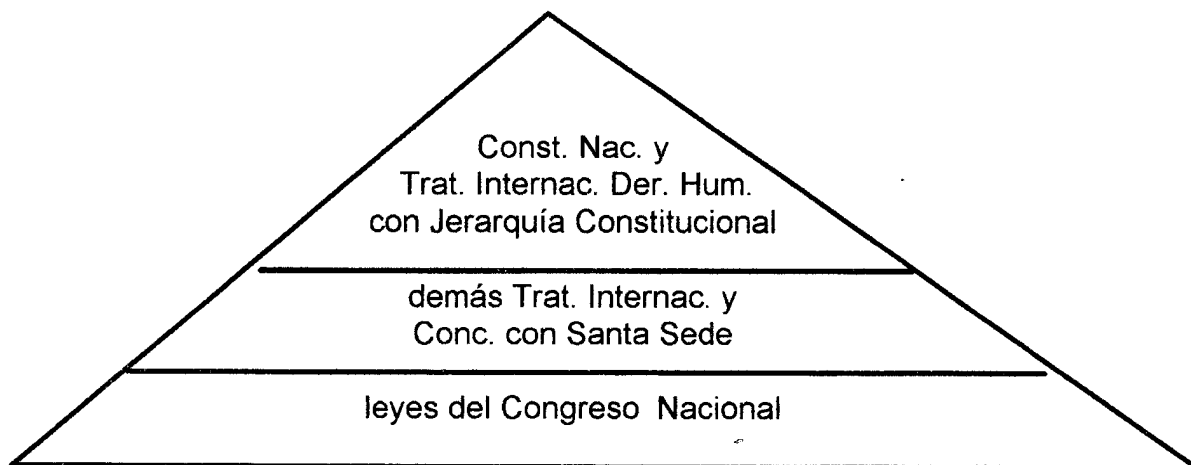 Const. Nac. y
Trat. Internac. Der. Hum.
con Jerarquía Constitucional
demás Trat. Internac. y
Conc. con Santa Sede
leyes del Congreso Nacional